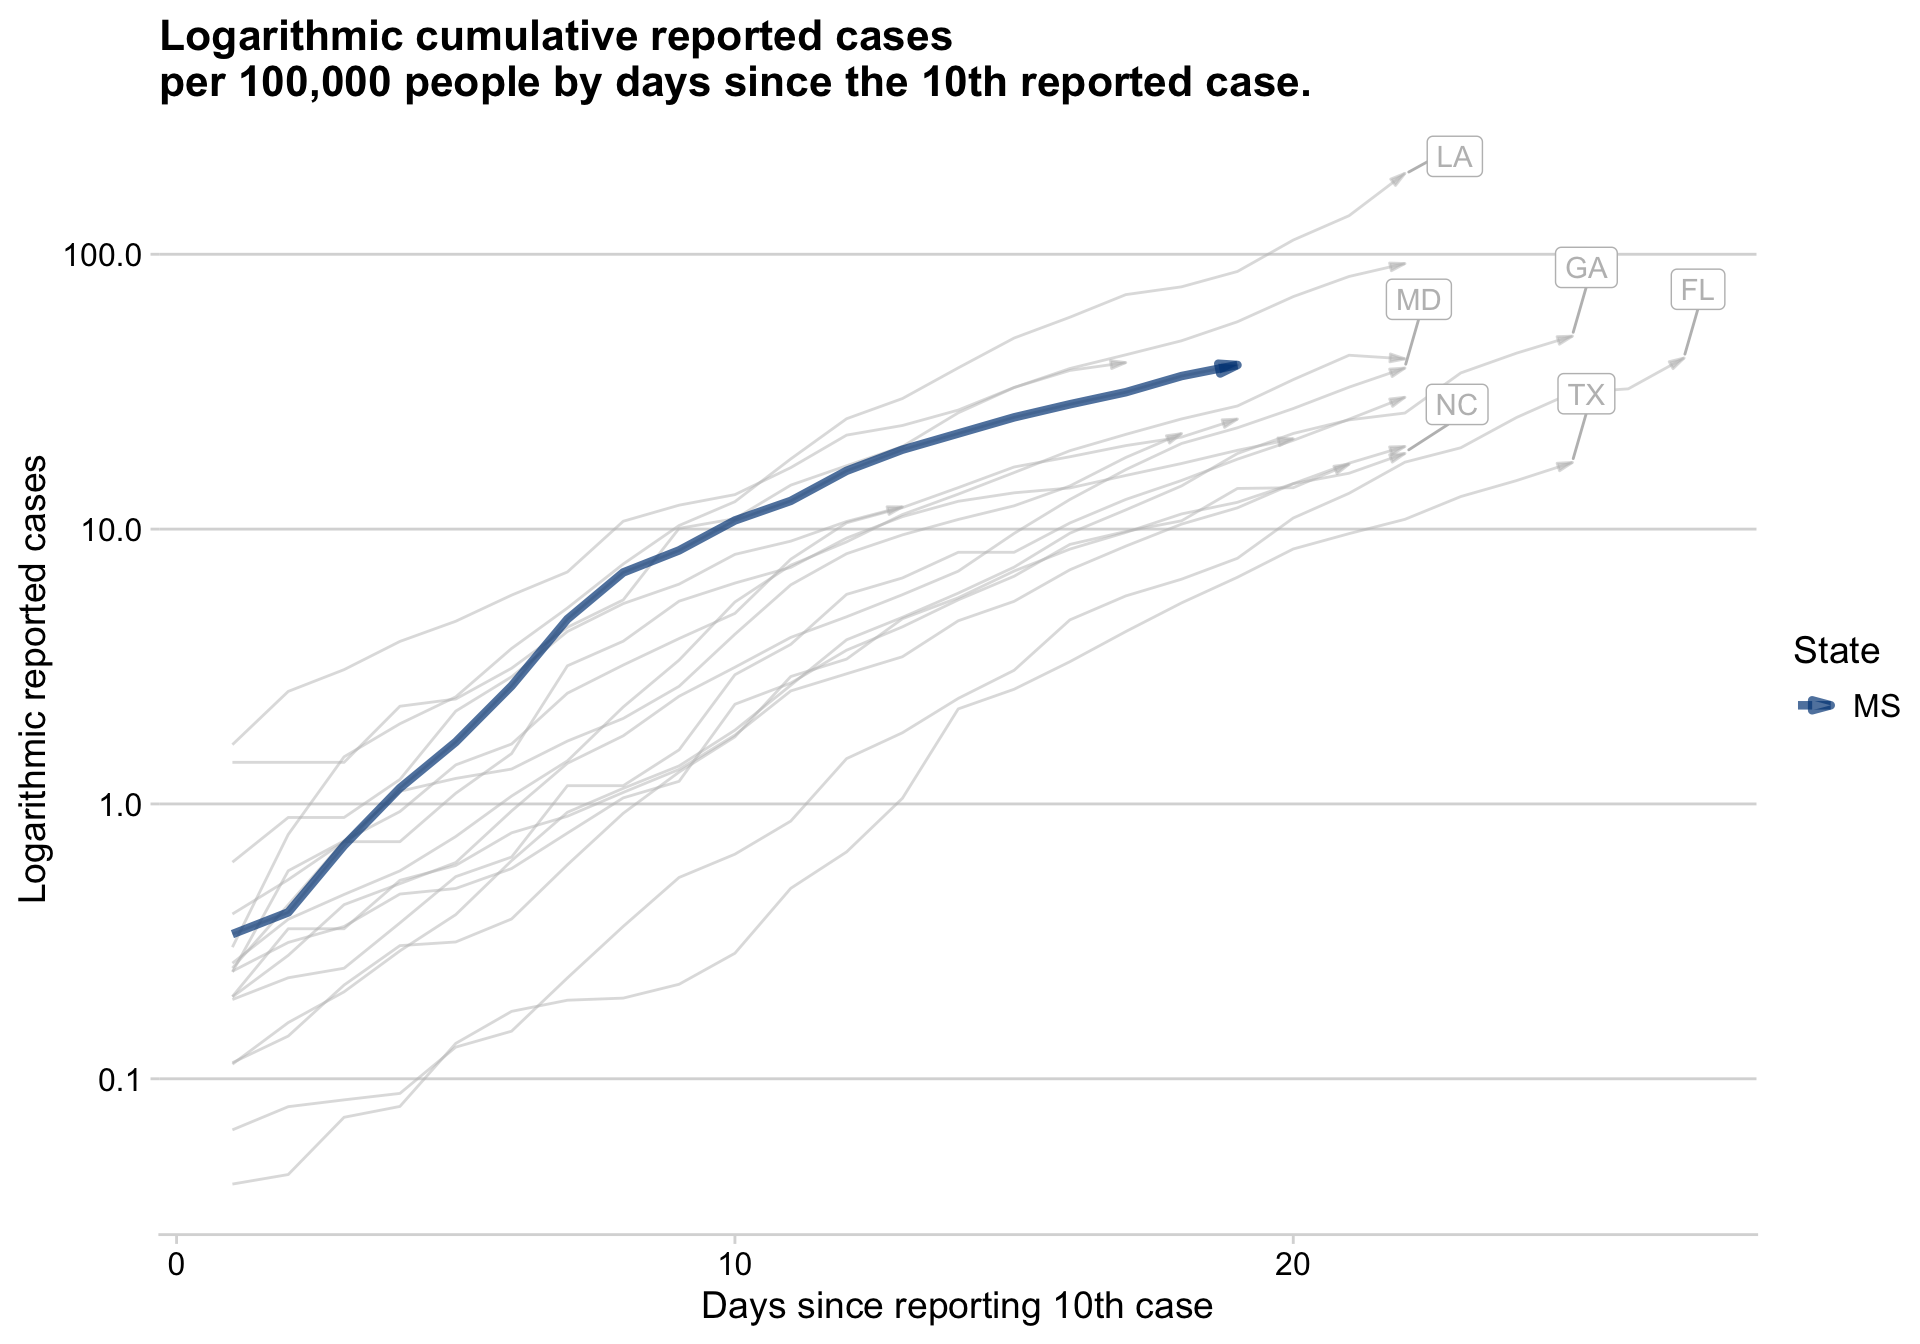 Logarithmic cumulative reported cases
per 100,000 people by days since the 10th reported case.
LA
GA
FL
MD
TX
NC
100.0
10.0
1.0
0.1
Logarithmic reported cases
State
MS
0
10
20
Days since reporting 10th case